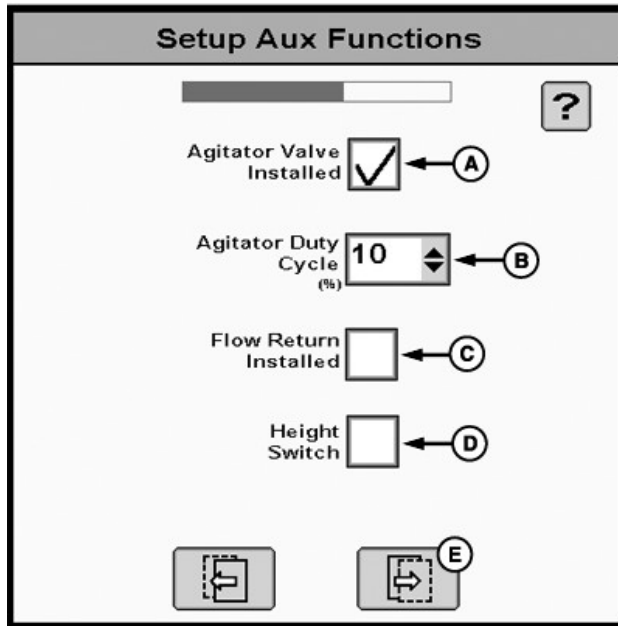 Setup Aux Functions
?
Agitator Valve
Installed
A
Agitator Duty
Cycle
(%)
10
B
Flow Return
Installed
C
Height
Switch
D
E